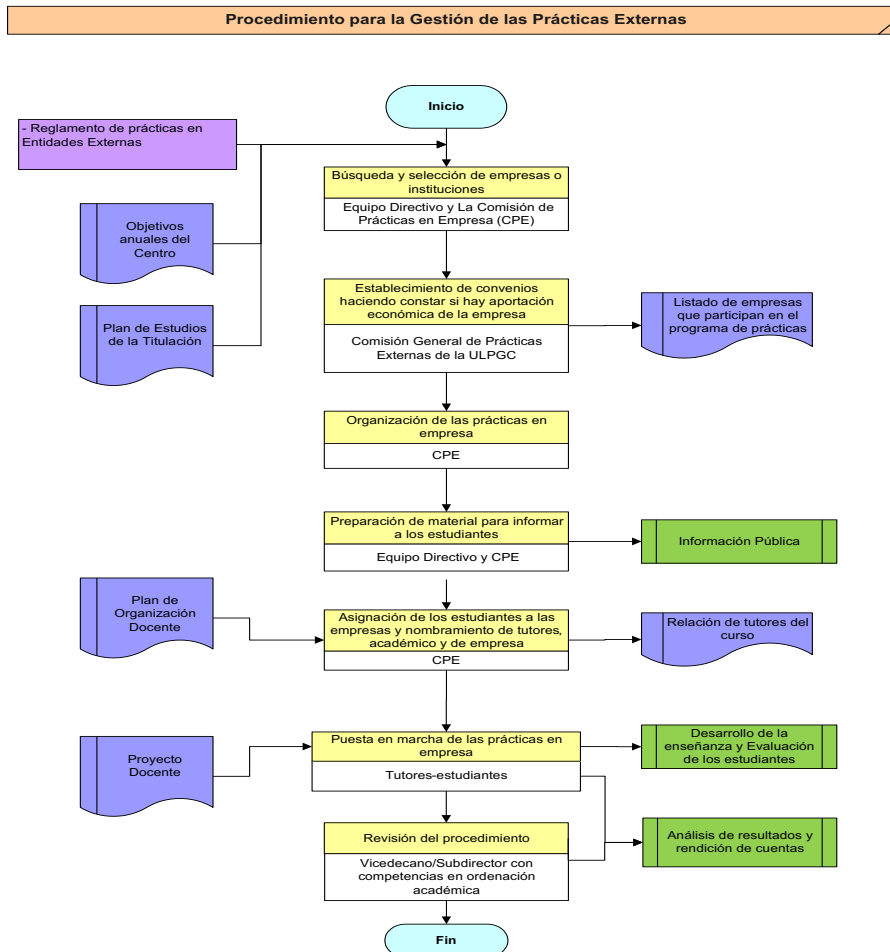 Procedimiento para la Gestión de las Prácticas Externas
Inicio
- Reglamento de prácticas en
Entidades Externas
Búsqueda y selección de empresas o
instituciones
Equipo Directivo y La Comisión de
Prácticas en Empresa (CPE)
Objetivos
anuales del
Centro
Plan de Estudios
de la Titulación
Establecimiento de convenios
haciendo constar si hay aportación
económica de la empresa
Comisión General de Prácticas
Externas de la ULPGC
Listado de empresas
que participan en el
programa de prácticas
Organización de las prácticas en
empresa
CPE
Preparación de material para informar
a los estudiantes
Equipo Directivo y CPE
Información Pública
Plan de
Organización
Docente
Asignación de los estudiantes a las
empresas y nombramiento de tutores,
académico y de empresa
CPE
Relación de tutores del
curso
Proyecto
Docente
Puesta en marcha de las prácticas en
empresa
Tutores-estudiantes
Desarrollo de la
enseñanza y Evaluación
de los estudiantes
Revisión del procedimiento
Vicedecano/Subdirector con
competencias en ordenación
académica
Análisis de resultados y
rendición de cuentas
Fin